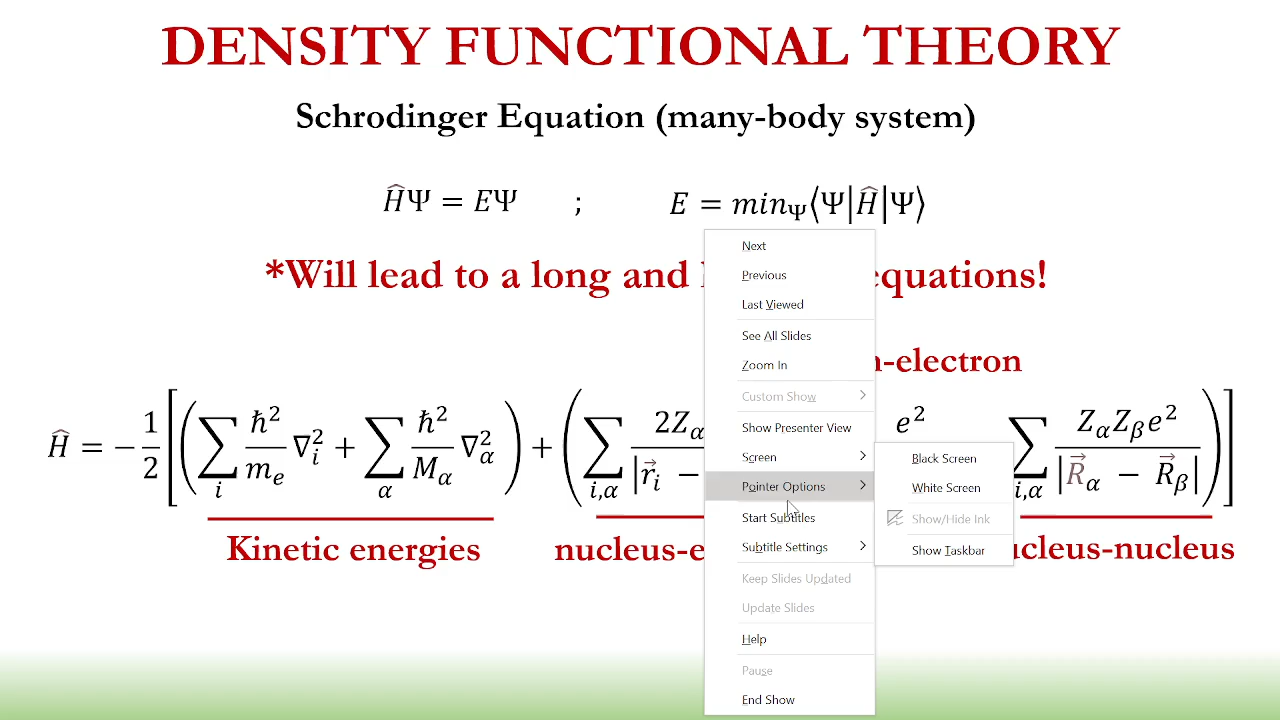 DENSITY FUNCTIONAL THEORY
Schrodinger Equation (many-body system)
ĤΨ = EΨ ; E = min_Ψ⟨Ψ|Ĥ|Ψ⟩
*Will lead to a long and equations!
-electron
Ĥ = -1/2 [(∑_i ℏ²/m_e ∇_i² + ∑_α ℏ²/M_α ∇_α²) + (∑_{i,α} 2Z_α / |r⃗_i − e² ∑_{i,α} Z_α Z_β e² / |R⃗_α − R⃗_β|)]
Kinetic energies nucleus-e ucleus-nucleus
Next
Previous
Last Viewed
See All Slides
Zoom In
Custom Show
Show Presenter View
Screen
Pointer Options
Start Subtitles
Subtitle Settings
Keep Slides Updated
Update Slides
Help
Pause
End Show
Black Screen
White Screen
Show/Hide Ink
Show Taskbar